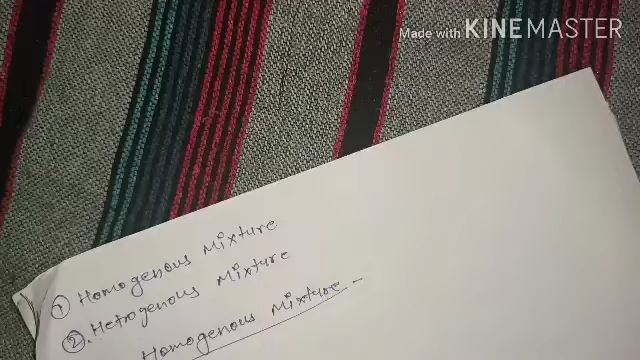 Made with KINEMASTER
① Homogenous Mixture
②. Hetrogenous Mixture
Homogenous Mixture -